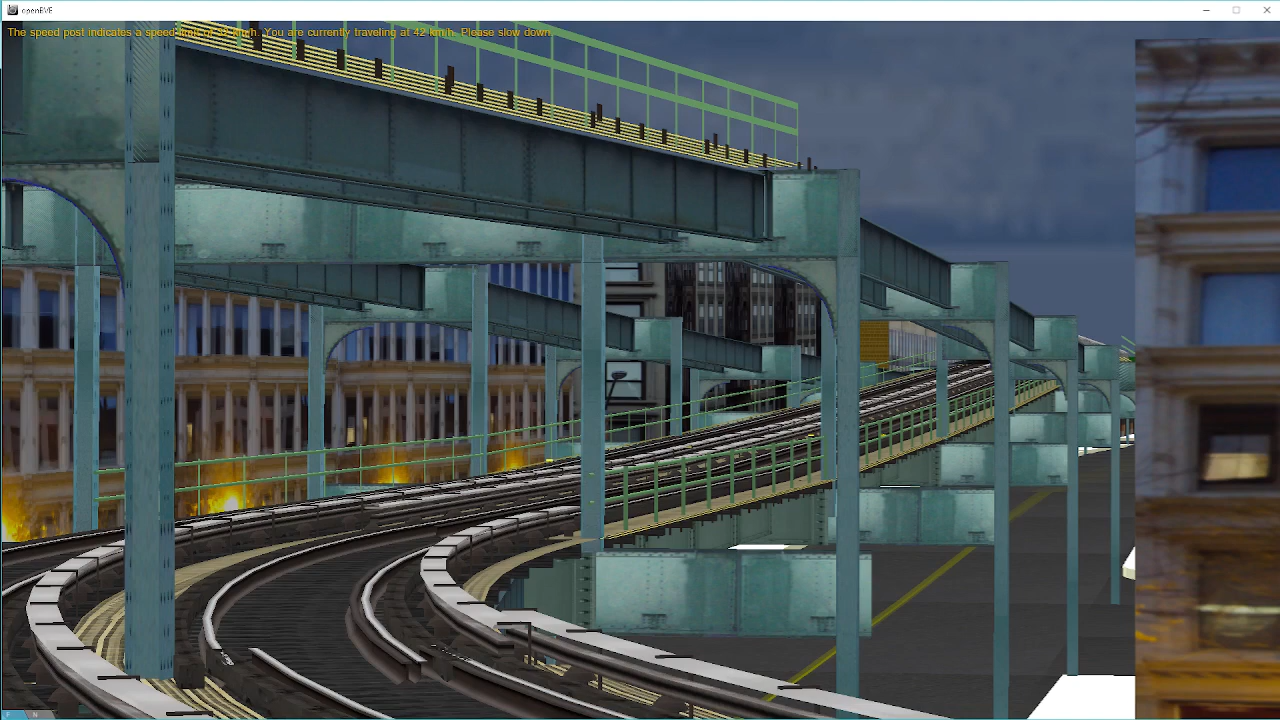 openBVE
The speed post indicates a speed limit of km/h. You are currently traveling at 42 km/h. Please slow down.
F N